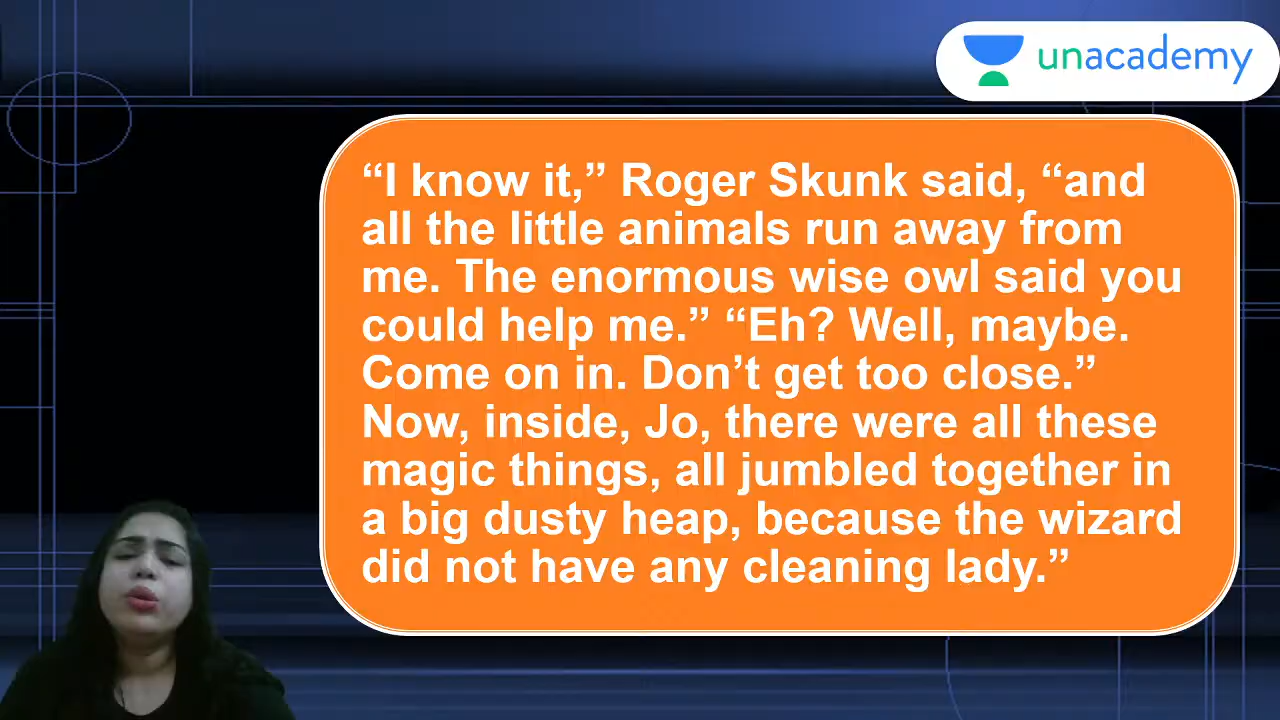 unacademy
“I know it,” Roger Skunk said, “and
all the little animals run away from
me. The enormous wise owl said you
could help me.” “Eh? Well, maybe.
Come on in. Don’t get too close.”
Now, inside, Jo, there were all these
magic things, all jumbled together in
a big dusty heap, because the wizard
did not have any cleaning lady.”